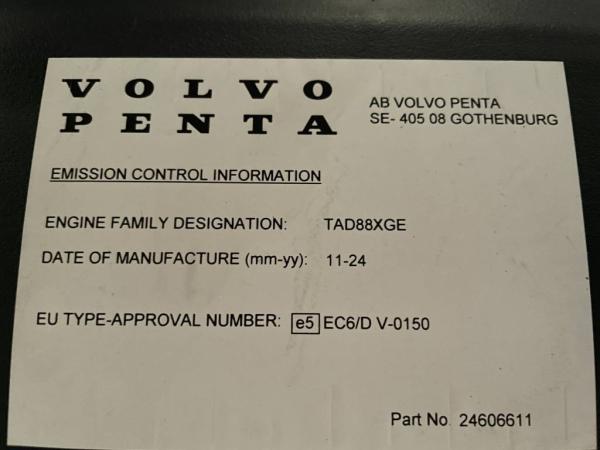 VOLVO
PENTA
AB VOLVO PENTA
SE- 405 08 GOTHENBURG
EMISSION CONTROL INFORMATION
ENGINE FAMILY DESIGNATION: TAD88XGE
DATE OF MANUFACTURE (mm-yy): 11-24
EU TYPE-APPROVAL NUMBER: e5 EC6/D V-0150
Part No. 24606611